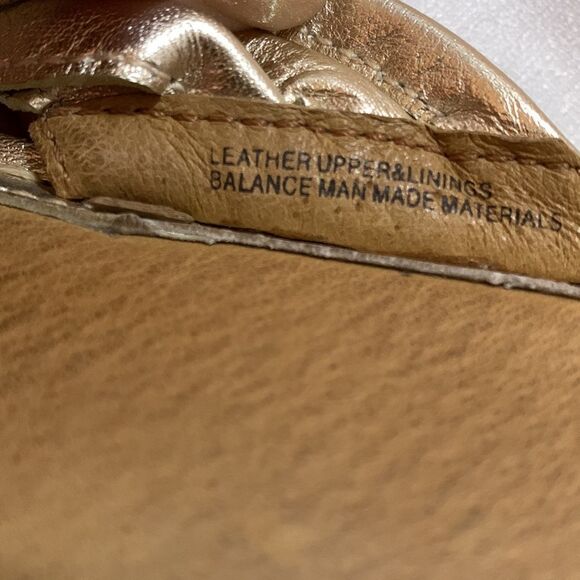 LEATHER UPPER&LININGS
BALANCE MAN MADE MATERIALS